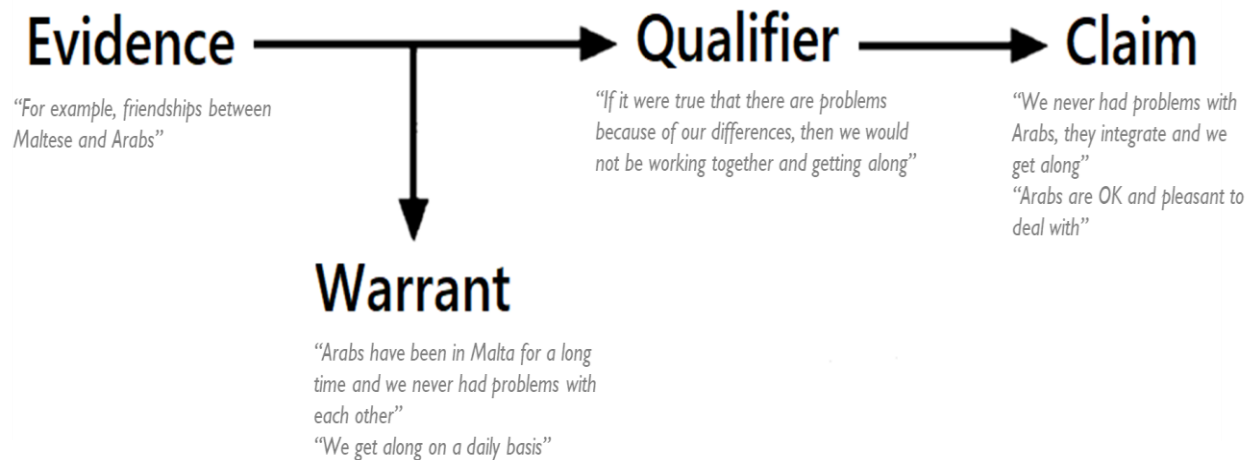 Evidence
Qualifier
Claim
“For example, friendships between
Maltese and Arabs”
“If it were true that there are problems
because of our differences, then we would
not be working together and getting along”
“We never had problems with
Arabs, they integrate and we
get along”
“Arabs are OK and pleasant to
deal with”
Warrant
“Arabs have been in Malta for a long
time and we never had problems with
each other”
“We get along on a daily basis”